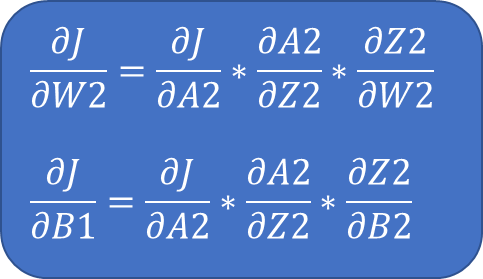 ∂J/∂W2 = ∂J/∂A2 * ∂A2/∂Z2 * ∂Z2/∂W2
∂J/∂B1 = ∂J/∂A2 * ∂A2/∂Z2 * ∂Z2/∂B2